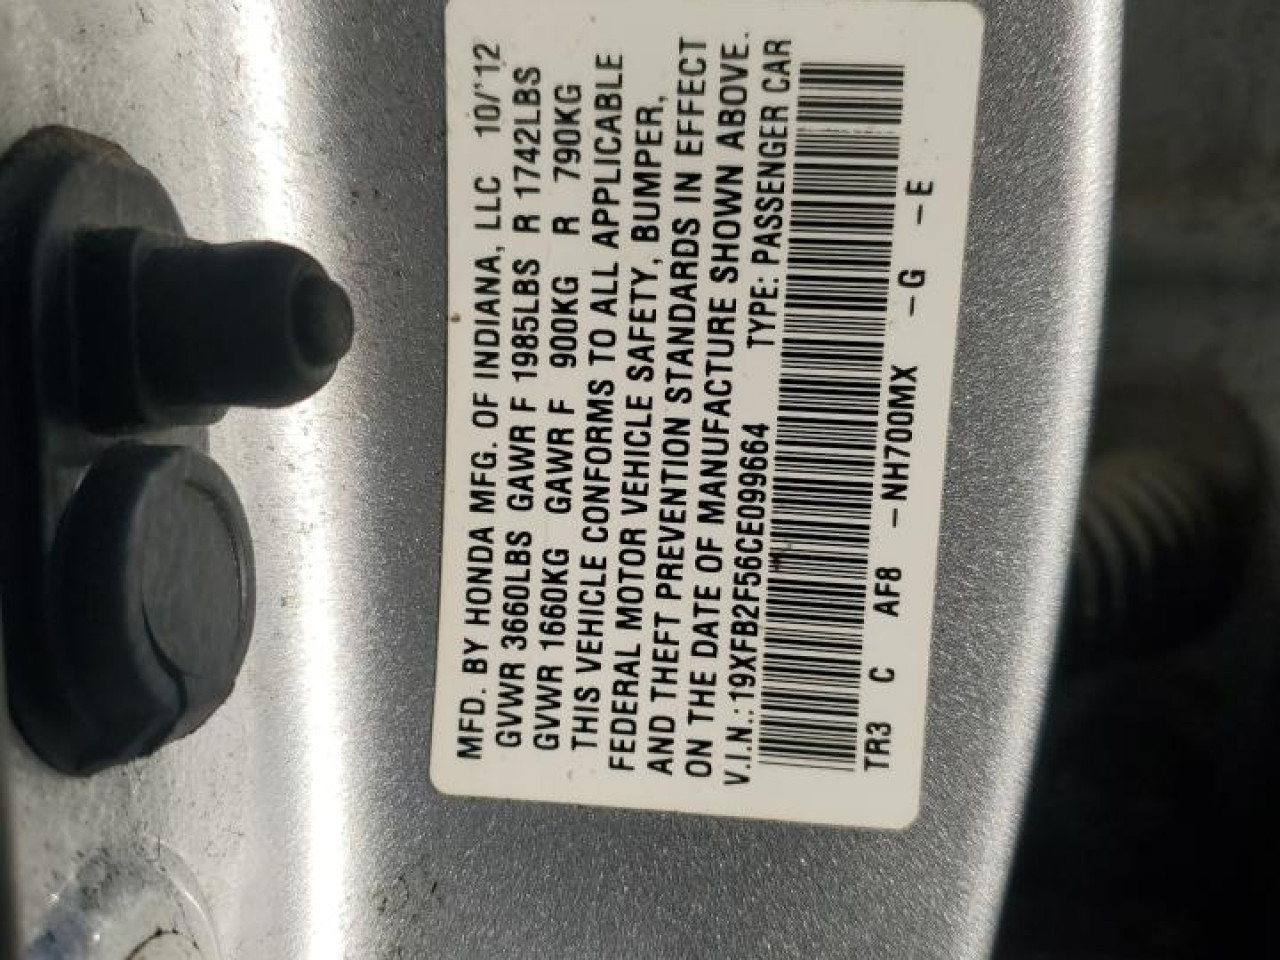 MFD. BY HONDA MFG. OF INDIANA, LLC 10/'12
GVWR 3660LBS GAWR F 1985LBS R 1742LBS
GVWR 1660KG GAWR F 900KG R 790KG
THIS VEHICLE CONFORMS TO ALL APPLICABLE
FEDERAL MOTOR VEHICLE SAFETY, BUMPER,
AND THEFT PREVENTION STANDARDS IN EFFECT
ON THE DATE OF MANUFACTURE SHOWN ABOVE.
V.I.N.:19XFB2F56CE099664 TYPE: PASSENGER CAR
TR3 C AF8 -NH700MX -G -E